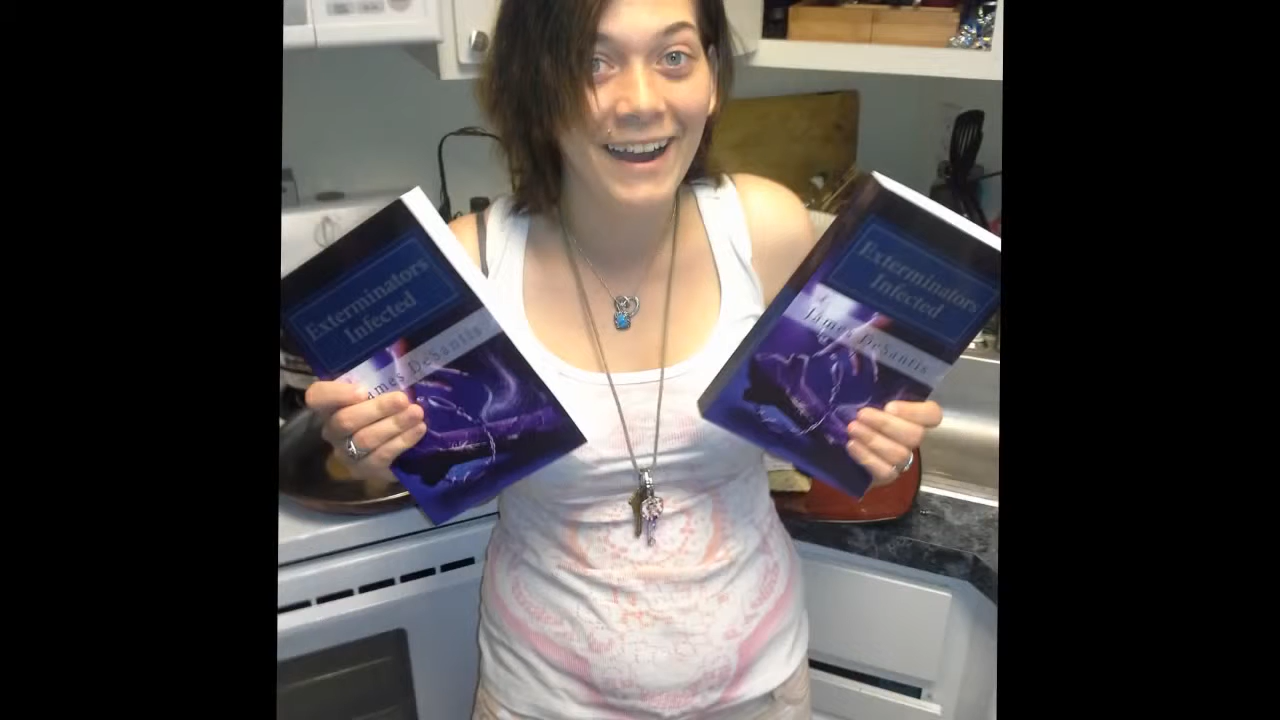 Exterminators
Infected
James DeSantis
Exterminators
Infected
James DeSantis